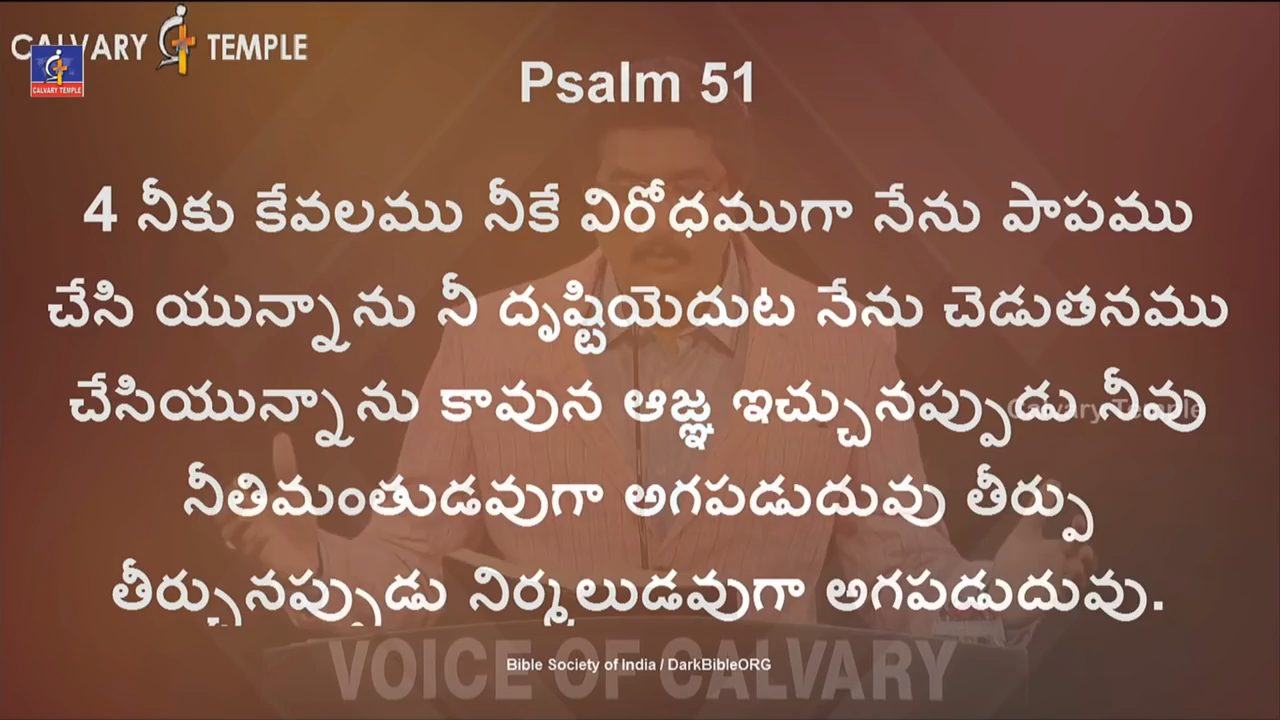 CALVARY TEMPLE
CALVARY TEMPLE
Psalm 51
4 నీకు కేవలము నీకే విరోధముగా నేను పాపము
చేసి యున్నాను నీ దృష్టియెదుట నేను చెడుతనము
చేసియున్నాను కావున ఆజ్ఞ ఇచ్చునప్పుడు నీవు
Calvary Temple
నీతిమంతుడవుగా అగపడుదువు తీర్పు
తీర్చునప్పుడు నిర్మలుడవుగా అగపడుదువు.
Bible Society of India / DarkBibleORG
VOICE OF CALVARY